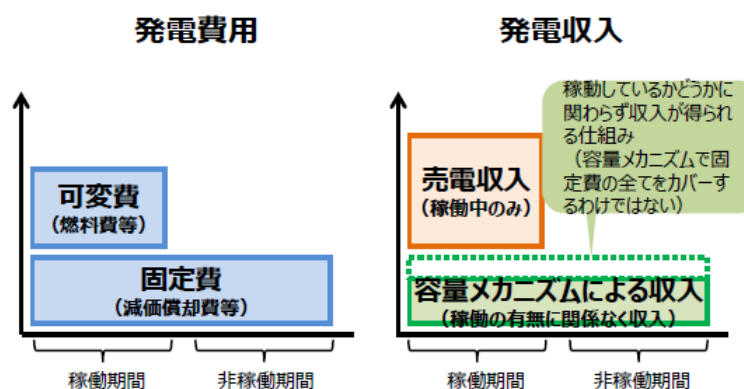 発電費用
可変費
（燃料費等）
固定費
（減価償却費等）
稼働期間
非稼働期間
発電収入
稼働しているかどうかに
関わらず収入が得られ
る仕組み
（容量メカニズムで固
定費の全てをカバーす
るわけではない）
売電収入
（稼働中のみ）
容量メカニズムによる収入
（稼働の有無に関係なく収入）
稼働期間
非稼働期間